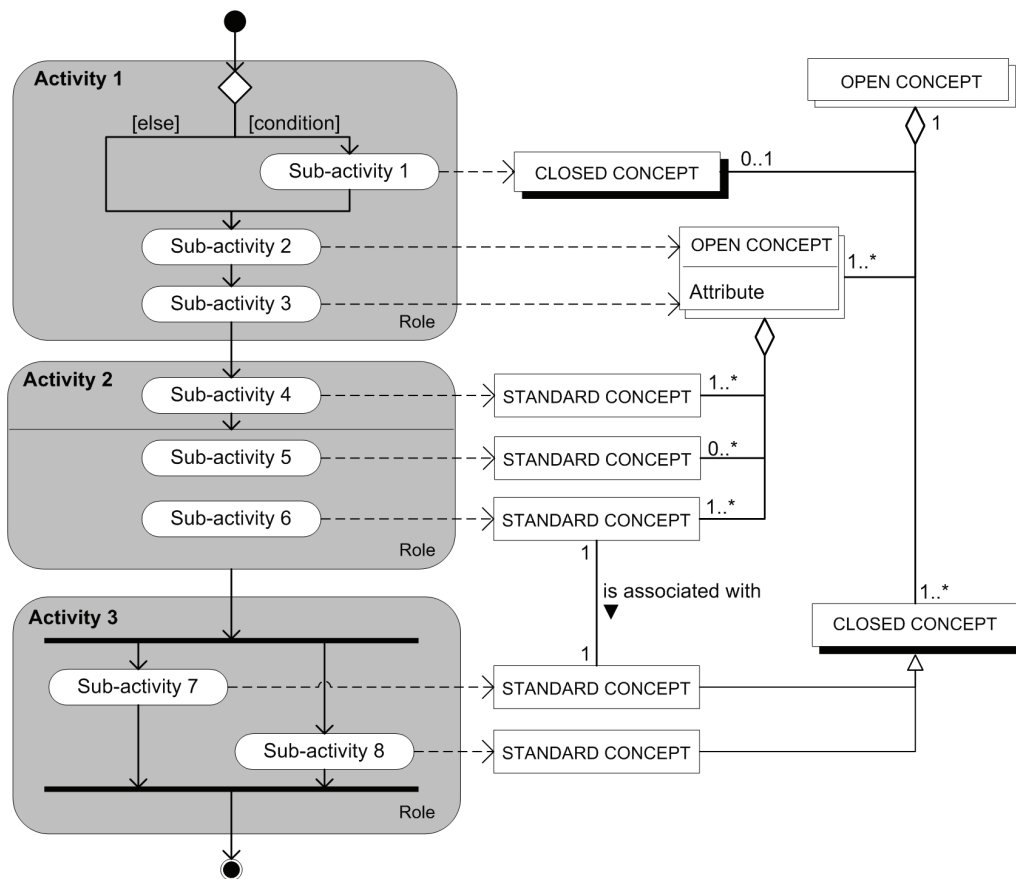 Activity 1
OPEN CONCEPT
1
[else]
[condition]
Sub-activity 1
CLOSED CONCEPT
0..1
Sub-activity 2
OPEN CONCEPT
1..*
Attribute
Sub-activity 3
Role
Activity 2
Sub-activity 4
STANDARD CONCEPT
1..*
Sub-activity 5
STANDARD CONCEPT
0..*
Sub-activity 6
STANDARD CONCEPT
1..*
Role
1
is associated with
1..*
Activity 3
CLOSED CONCEPT
1
Sub-activity 7
STANDARD CONCEPT
Sub-activity 8
STANDARD CONCEPT
Role